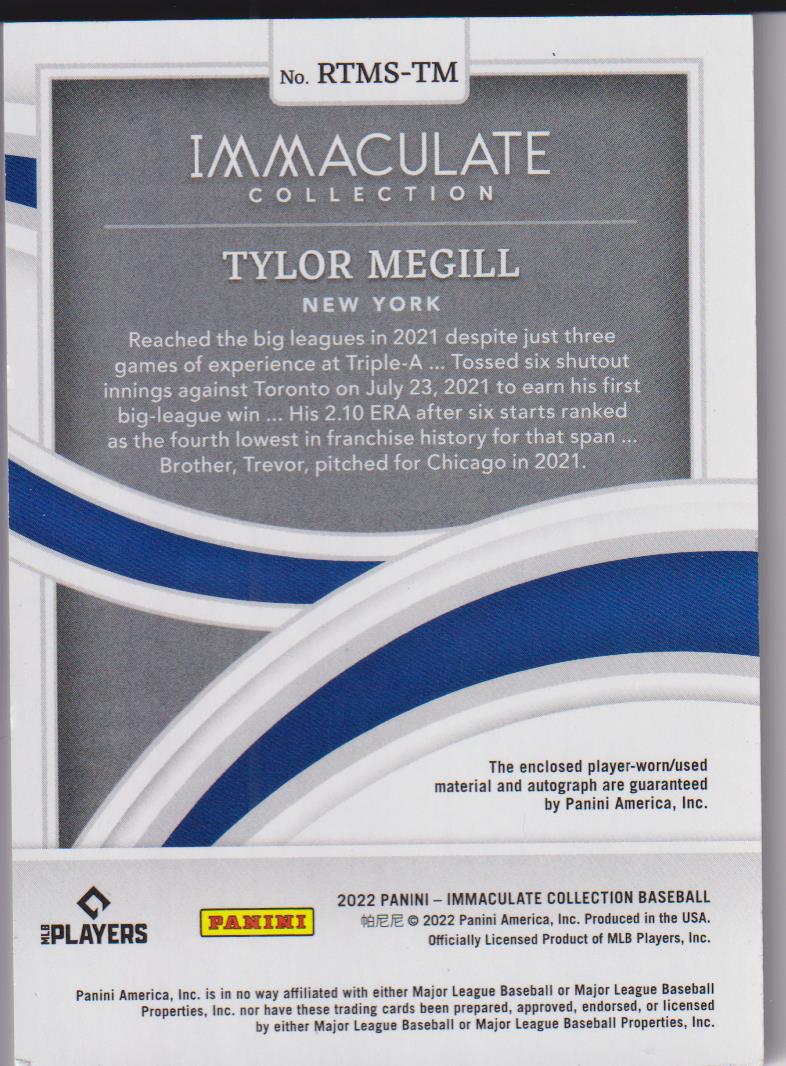 No. RTMS-TM
IMMACULATE
COLLECTION
TYLOR MEGILL
NEW YORK
Reached the big leagues in 2021 despite just three
games of experience at Triple-A ... Tossed six shutout
innings against Toronto on July 23, 2021 to earn his first
big-league win ... His 2.10 ERA after six starts ranked
as the fourth lowest in franchise history for that span ...
Brother, Trevor, pitched for Chicago in 2021.
The enclosed player-worn/used
material and autograph are guaranteed
by Panini America, Inc.
MLB PLAYERS
PANINI
2022 PANINI – IMMACULATE COLLECTION BASEBALL
帕尼尼 © 2022 Panini America, Inc. Produced in the USA.
Officially Licensed Product of MLB Players, Inc.
Panini America, Inc. is in no way affiliated with either Major League Baseball or Major League Baseball
Properties, Inc. nor have these trading cards been prepared, approved, endorsed, or licensed
by either Major League Baseball or Major League Baseball Properties, Inc.